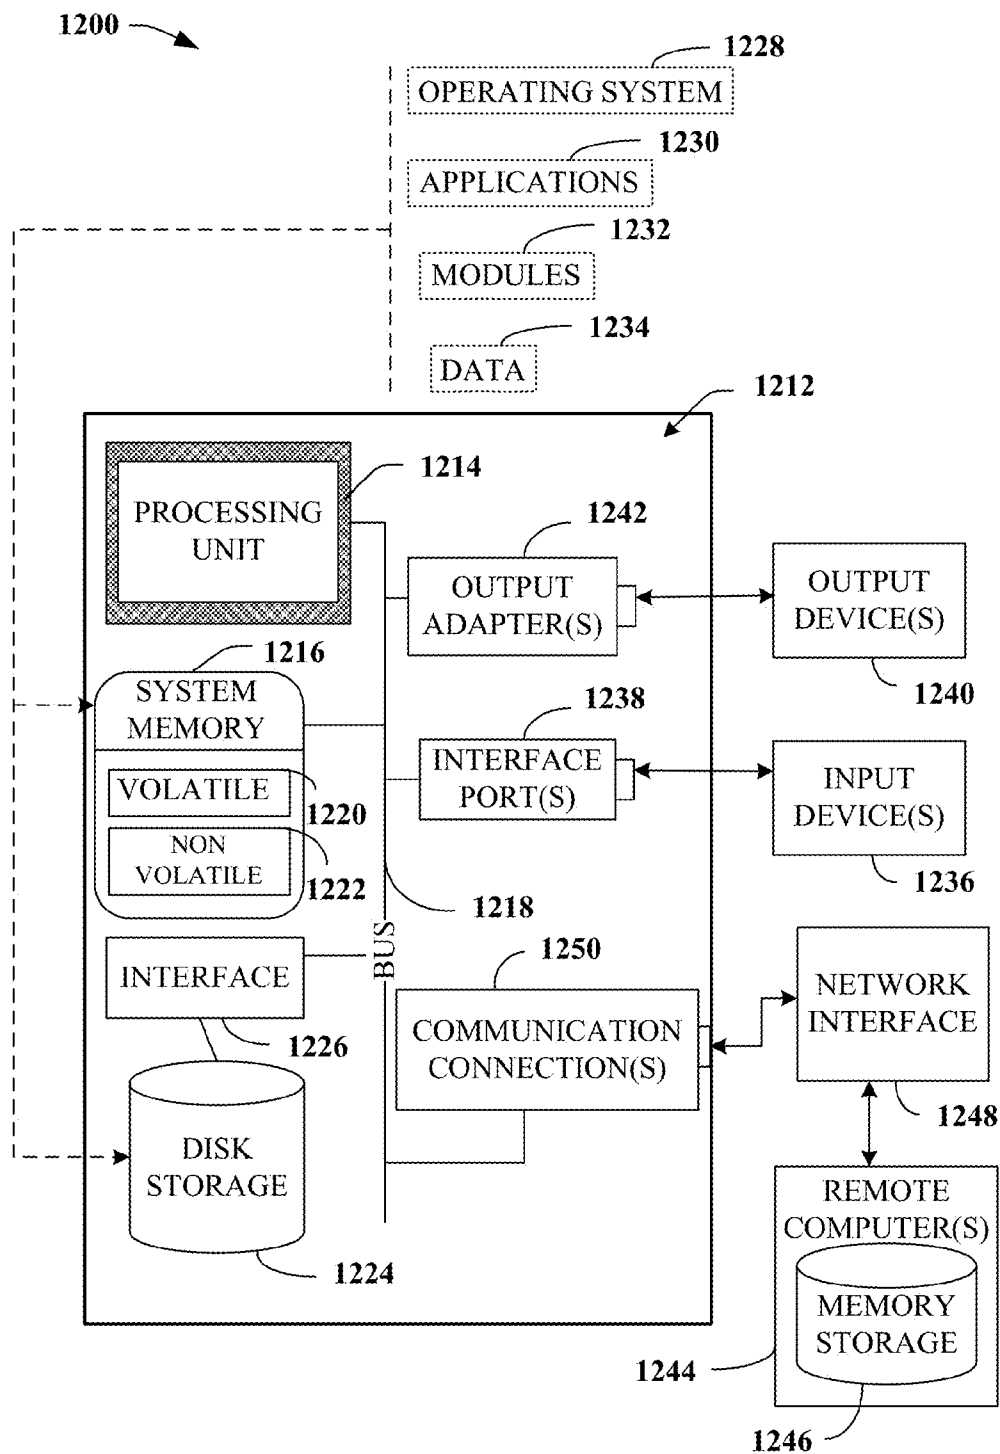 1200
1228
OPERATING SYSTEM
1230
APPLICATIONS
1232
MODULES
1234
DATA
1212
PROCESSING
UNIT
1214
1242
OUTPUT
ADAPTER(S)
OUTPUT
DEVICE(S)
1240
1216
SYSTEM
MEMORY
VOLATILE
1220
NON
VOLATILE
1222
1238
INTERFACE
PORT(S)
INPUT
DEVICE(S)
1236
1218
BUS
INTERFACE
1226
1250
COMMUNICATION
CONNECTION(S)
NETWORK
INTERFACE
1248
DISK
STORAGE
1224
REMOTE
COMPUTER(S)
MEMORY
STORAGE
1244
1246